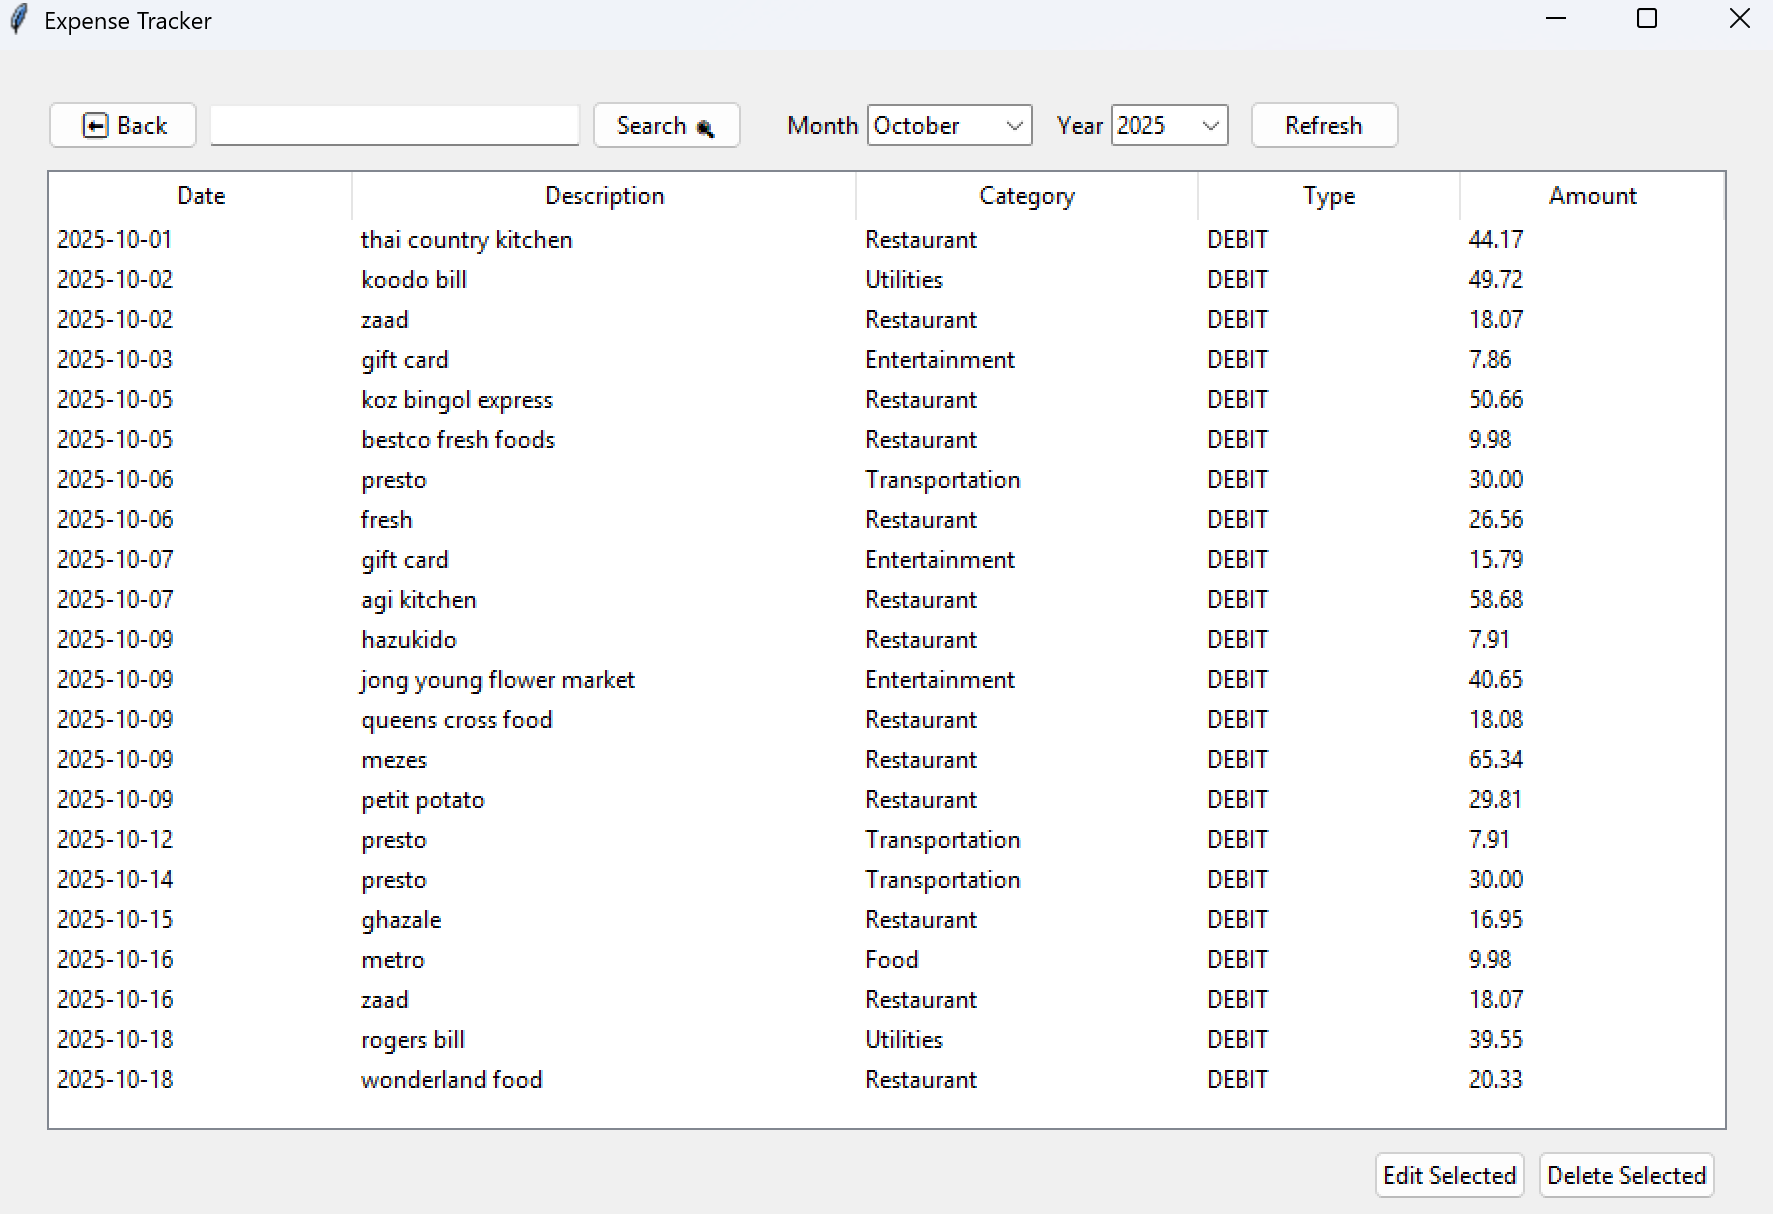 Expense Tracker
Back Search Month October Year 2025 Refresh
Date Description Category Type Amount
2025-10-01 thai country kitchen Restaurant DEBIT 44.17
2025-10-02 koodo bill Utilities DEBIT 49.72
2025-10-02 zaad Restaurant DEBIT 18.07
2025-10-03 gift card Entertainment DEBIT 7.86
2025-10-05 koz bingol express Restaurant DEBIT 50.66
2025-10-05 bestco fresh foods Restaurant DEBIT 9.98
2025-10-06 presto Transportation DEBIT 30.00
2025-10-06 fresh Restaurant DEBIT 26.56
2025-10-07 gift card Entertainment DEBIT 15.79
2025-10-07 agi kitchen Restaurant DEBIT 58.68
2025-10-09 hazukido Restaurant DEBIT 7.91
2025-10-09 jong young flower market Entertainment DEBIT 40.65
2025-10-09 queens cross food Restaurant DEBIT 18.08
2025-10-09 mezes Restaurant DEBIT 65.34
2025-10-09 petit potato Restaurant DEBIT 29.81
2025-10-12 presto Transportation DEBIT 7.91
2025-10-14 presto Transportation DEBIT 30.00
2025-10-15 ghazale Restaurant DEBIT 16.95
2025-10-16 metro Food DEBIT 9.98
2025-10-16 zaad Restaurant DEBIT 18.07
2025-10-18 rogers bill Utilities DEBIT 39.55
2025-10-18 wonderland food Restaurant DEBIT 20.33
Edit Selected Delete Selected